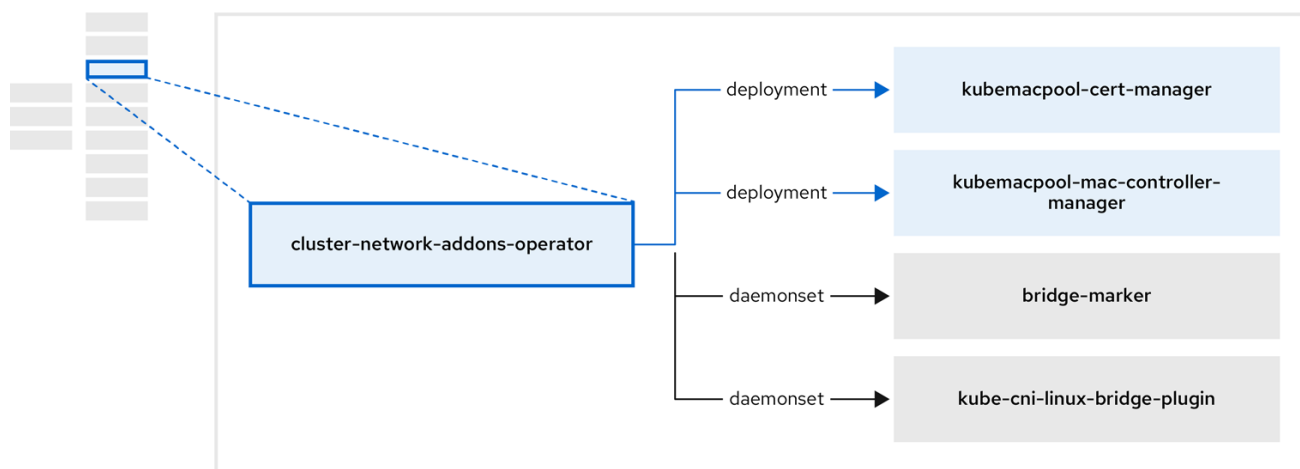 deployment
kubemacpool-cert-manager
deployment
kubemacpool-mac-controller-
manager
cluster-network-addons-operator
daemonset
bridge-marker
daemonset
kube-cni-linux-bridge-plugin